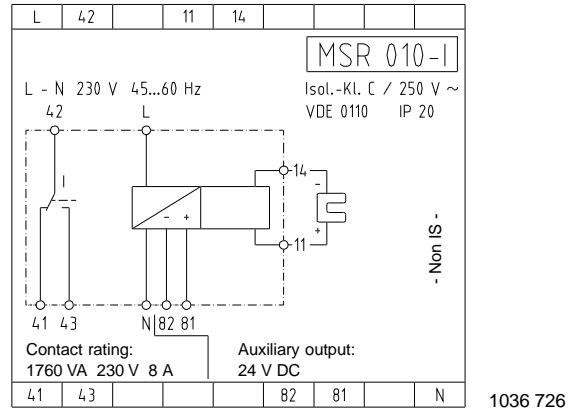 L 42 11 14
MSR 010-I
L - N 230 V 45...60 Hz
Isol.-Kl. C / 250 V ~
VDE 0110 IP 20
42 L
14
I
-
- +
+
11
- Non IS -
41 43 N 82 81
Contact rating:
1760 VA 230 V 8 A
Auxiliary output:
24 V DC
41 43 82 81 N
1036 726